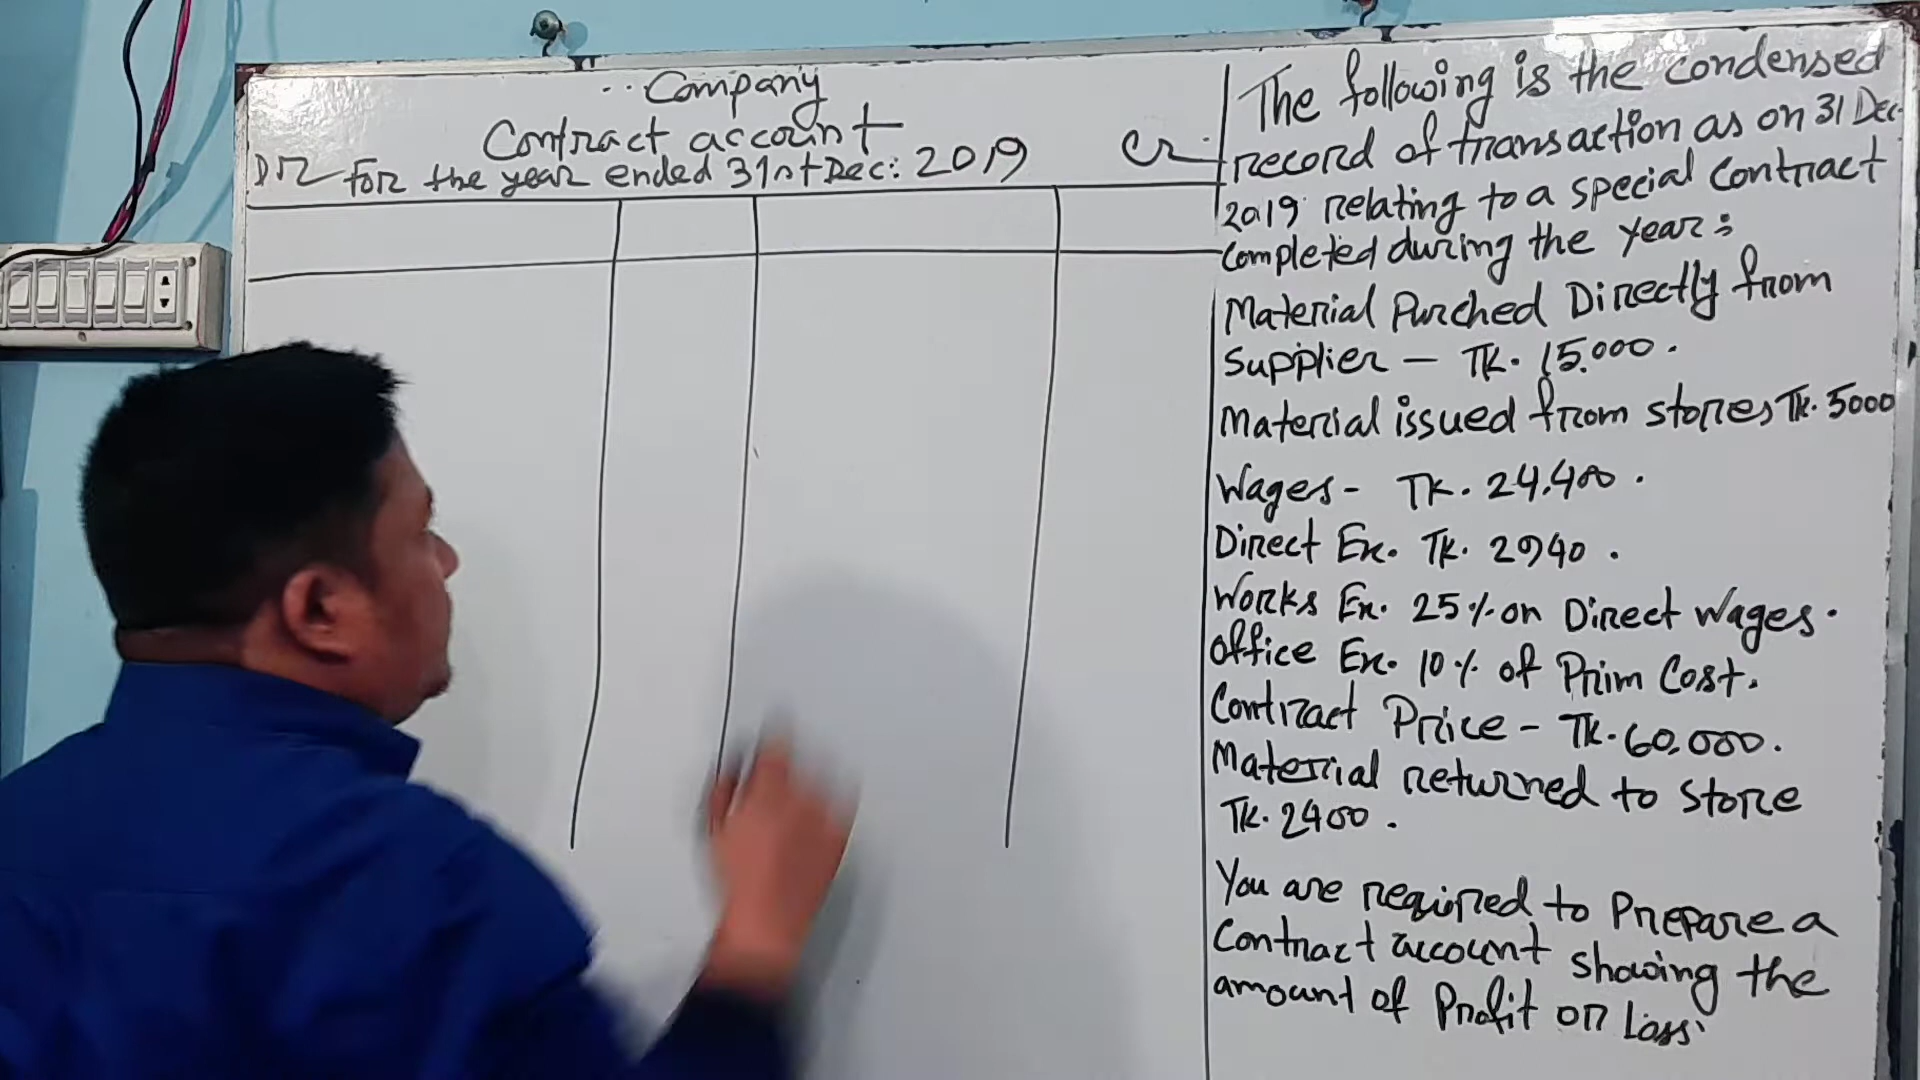 .. Company
Contract account
Dr For the year ended 31st Dec: 2019 Cr.
The following is the condensed
record of transaction as on 31 Dec.
2019 relating to a special contract
completed during the year:
Material Purched Directly from
Supplier - TK. 15.000.
Material issued from stores TK. 5000
Wages - TK. 24.400.
Direct Ex. TK. 2940.
Works Ex. 25% on Direct Wages.
Office Ex. 10% of Prim Cost.
Contract Price - TK. 60,000.
Material returned to store
TK. 2400.
You are required to Prepare a
Contract account showing the
amount of Profit or Loss